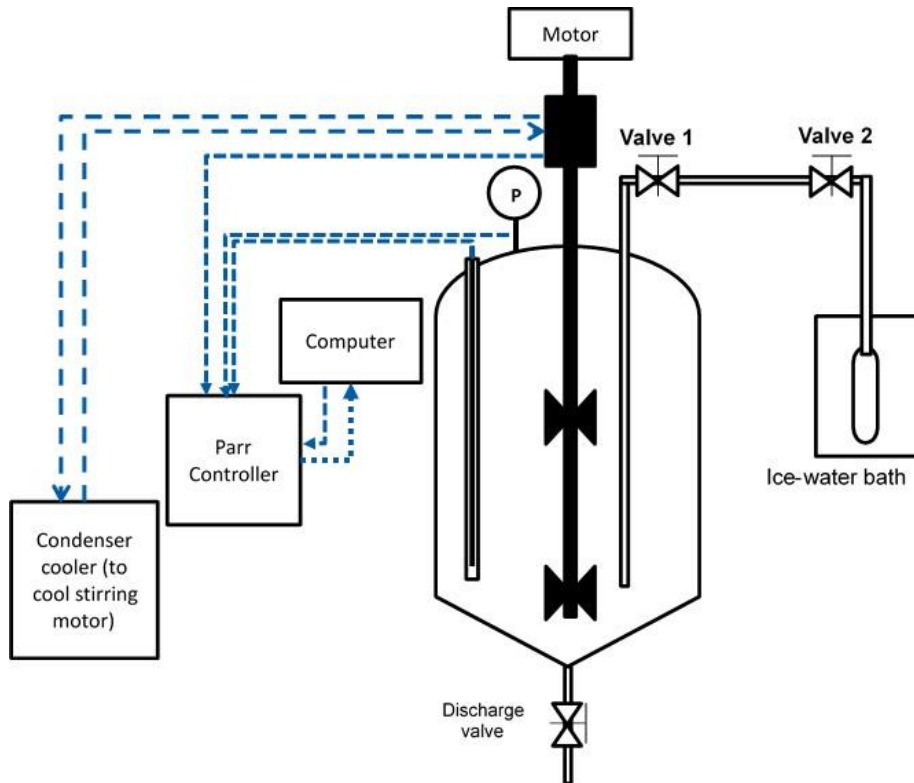 Motor
Valve 1
Valve 2
P
Computer
Parr
Controller
Ice-water bath
Condenser
cooler (to
cool stirring
motor)
Discharge
valve